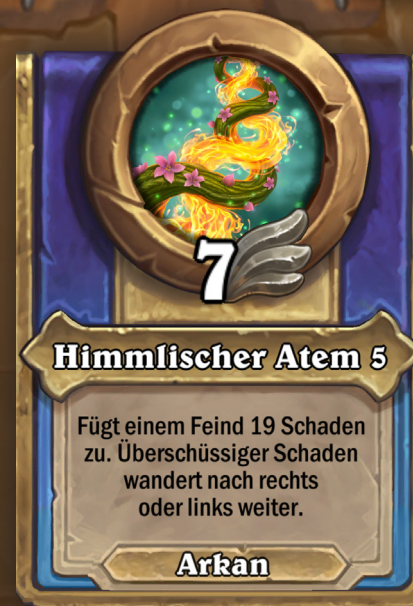 7
Himmlischer Atem 5
Fügt einem Feind 19 Schaden
zu. Überschüssiger Schaden
wandert nach rechts
oder links weiter.
Arkan